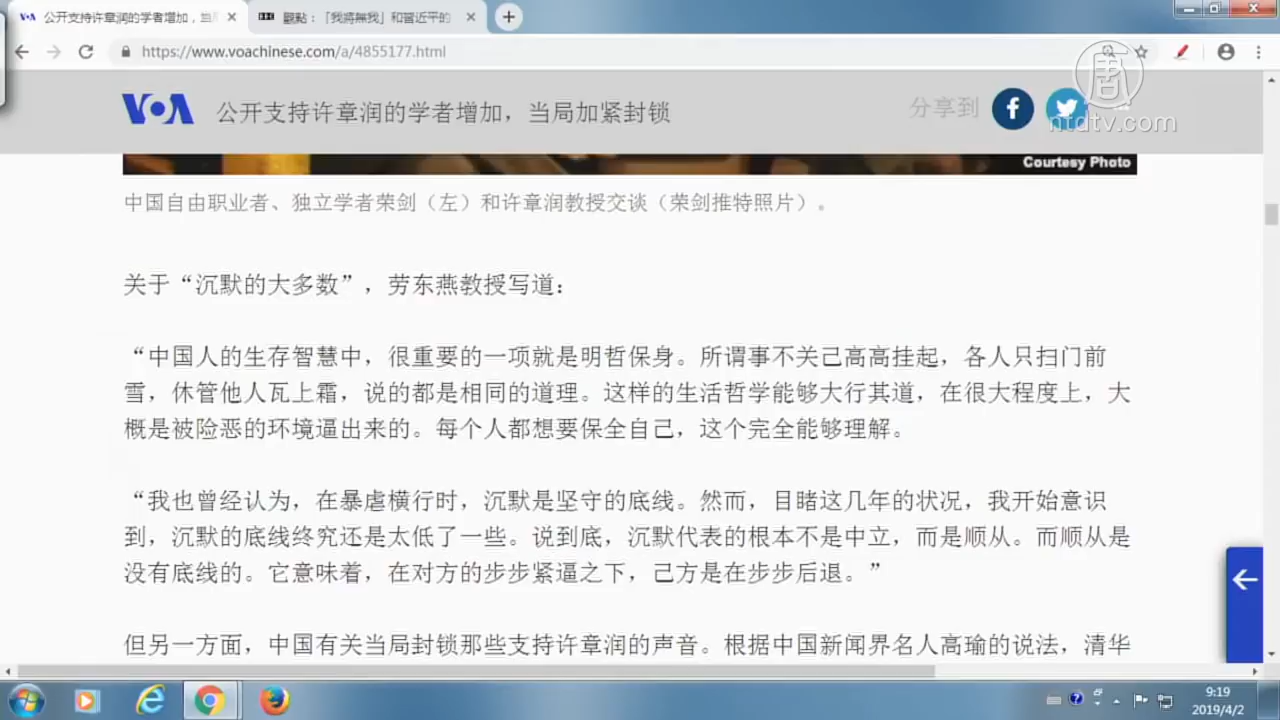 公开支持许章润的学者增加，当局
觀點：「我將無我」和習近平的
https://www.voachinese.com/a/4855177.html
VOA 公开支持许章润的学者增加，当局加紧封锁 分享到
唐
ntdtv.com
Courtesy Photo
中国自由职业者、独立学者荣剑（左）和许章润教授交谈（荣剑推特照片）。
关于“沉默的大多数”，劳东燕教授写道：
“中国人的生存智慧中，很重要的一项就是明哲保身。所谓事不关己高高挂起，各人只扫门前
雪，休管他人瓦上霜，说的都是相同的道理。这样的生活哲学能够大行其道，在很大程度上，大
概是被险恶的环境逼出来的。每个人都想要保全自己，这个完全能够理解。
“我也曾经认为，在暴虐横行时，沉默是坚守的底线。然而，目睹这几年的状况，我开始意识
到，沉默的底线终究还是太低了一些。说到底，沉默代表的根本不是中立，而是顺从。而顺从是
没有底线的。它意味着，在对方的步步紧逼之下，己方是在步步后退。”
但另一方面，中国有关当局封锁那些支持许章润的声音。根据中国新闻界名人高瑜的说法，清华
9:19
2019/4/2